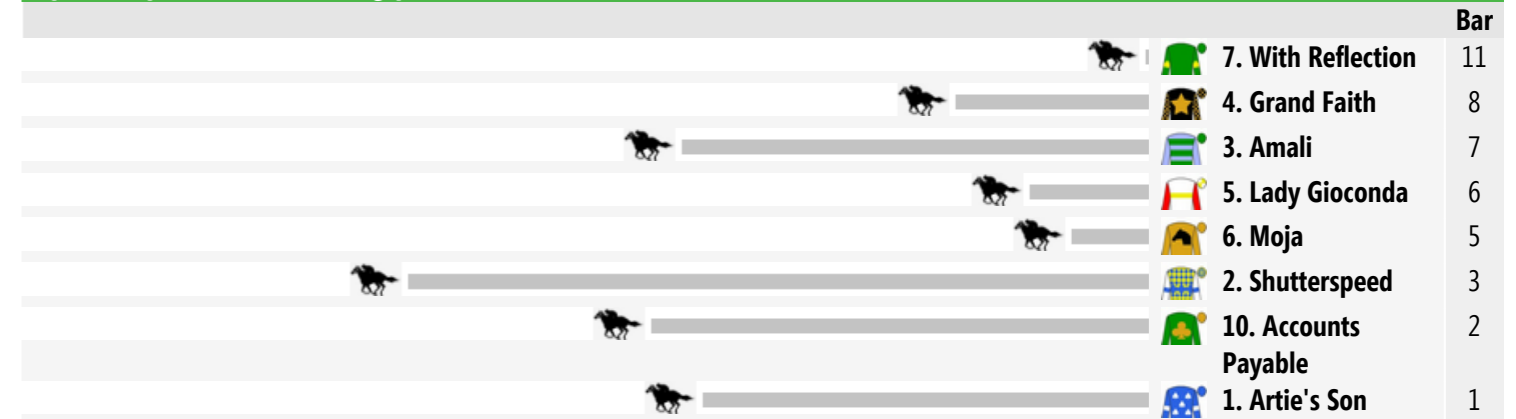 Bar
7. With Reflection 11
4. Grand Faith 8
3. Amali 7
5. Lady Gioconda 6
6. Moja 5
2. Shutterspeed 3
10. Accounts 2
Payable
1. Artie's Son 1